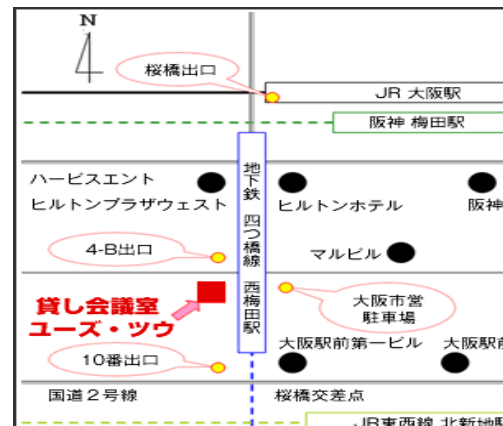 N
桜橋出口
JR 大阪駅
阪神 梅田駅
ハービスエント
ヒルトンプラザウェスト
地下鉄 四つ橋線 西梅田駅
ヒルトンホテル
阪神
4-B出口
マルビル
貸し会議室
ユーズ・ツウ
大阪市営
駐車場
10番出口
大阪駅前第一ビル
大阪駅前
国道2号線
桜橋交差点
JR東西線 北新地駅